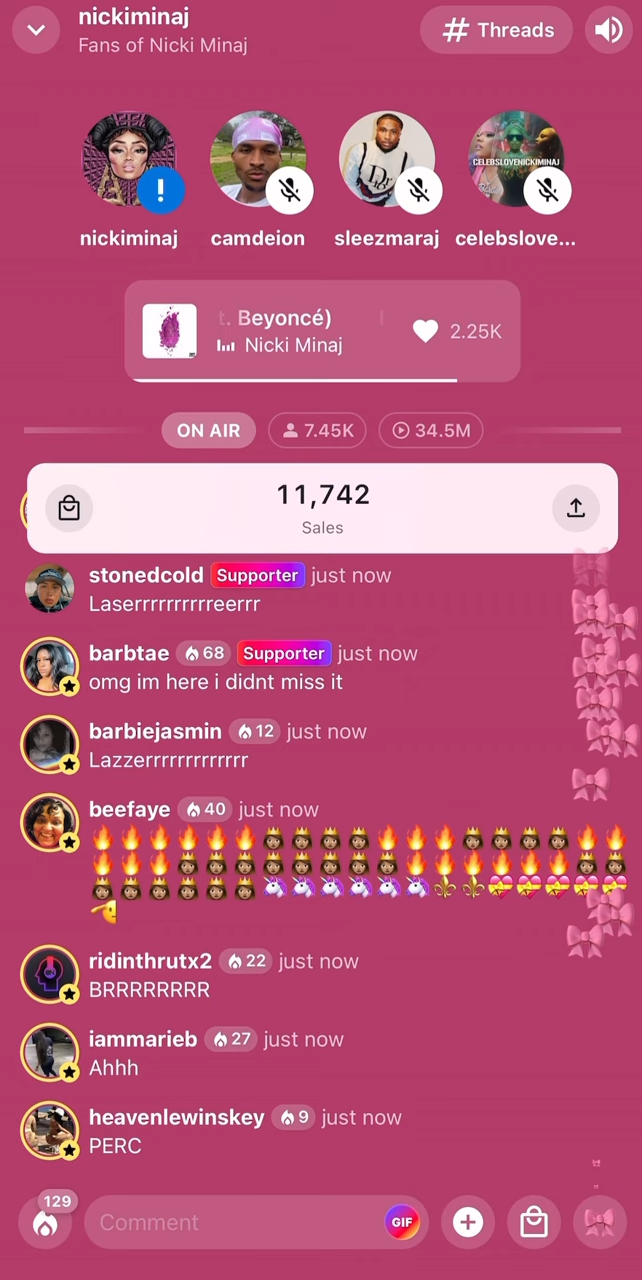 nickiminaj
Fans of Nicki Minaj
# Threads
nickiminaj
camdeion
sleezmaraj
CELEBSLOVENICKIMINAJ
celebslove...
t. Beyoncé)
Nicki Minaj
2.25K
ON AIR
7.45K
34.5M
11,742
Sales
stonedcold Supporter just now
Laserrrrrrrrrreerrr
barbtae 68 Supporter just now
omg im here i didnt miss it
barbiejasmin 12 just now
Lazzerrrrrrrrrrrrr
beefaye 40 just now
ridinthrutx2 22 just now
BRRRRRRRR
iammarieb 27 just now
Ahhh
heavenlewinskey 9 just now
PERC
129
Comment
GIF